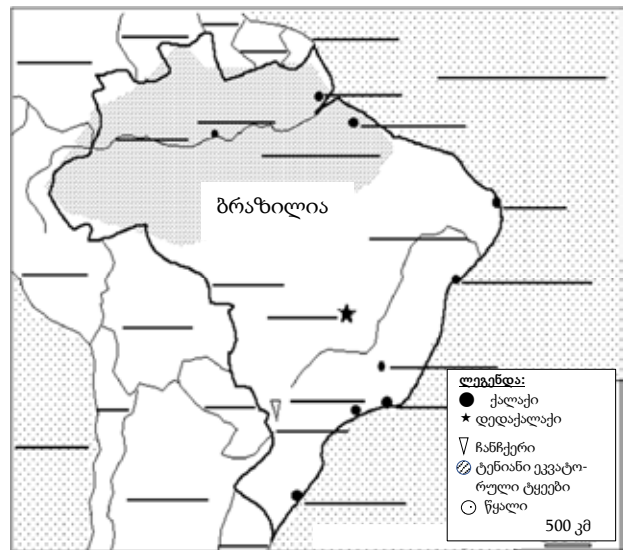 ბრაზილია
ლეგენდა:
ქალაქი
დედაქალაქი
ჩანჩქერი
ტენიანი ეკვატო-
რული ტყეები
წყალი
500 კმ